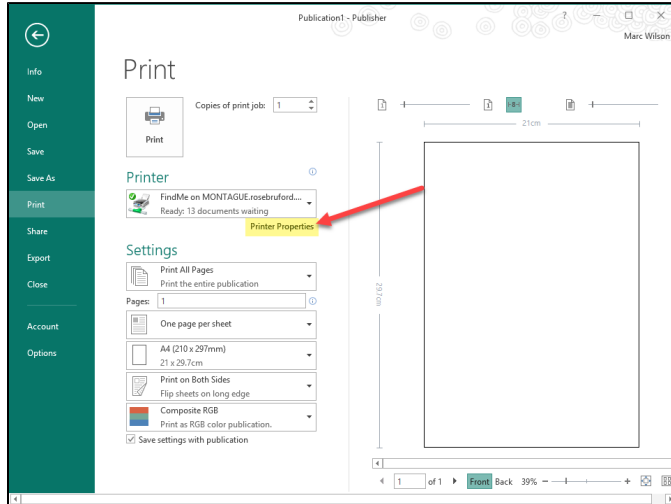 Publication1 - Publisher
?
Marc Wilson
Info
New
Open
Save
Save As
Print
Share
Export
Close
Account
Options
Print
Copies of print job: 1
Print
Printer
FindMe on MONTAGUE.rosebruford....
Ready: 13 documents waiting
Printer Properties
Settings
Print All Pages
Print the entire publication
Pages: 1
One page per sheet
A4 (210 x 297mm)
21 x 29.7cm
Print on Both Sides
Flip sheets on long edge
Composite RGB
Print as RGB color publication.
Save settings with publication
21cm
29.7cm
1 of 1 Front Back 39%